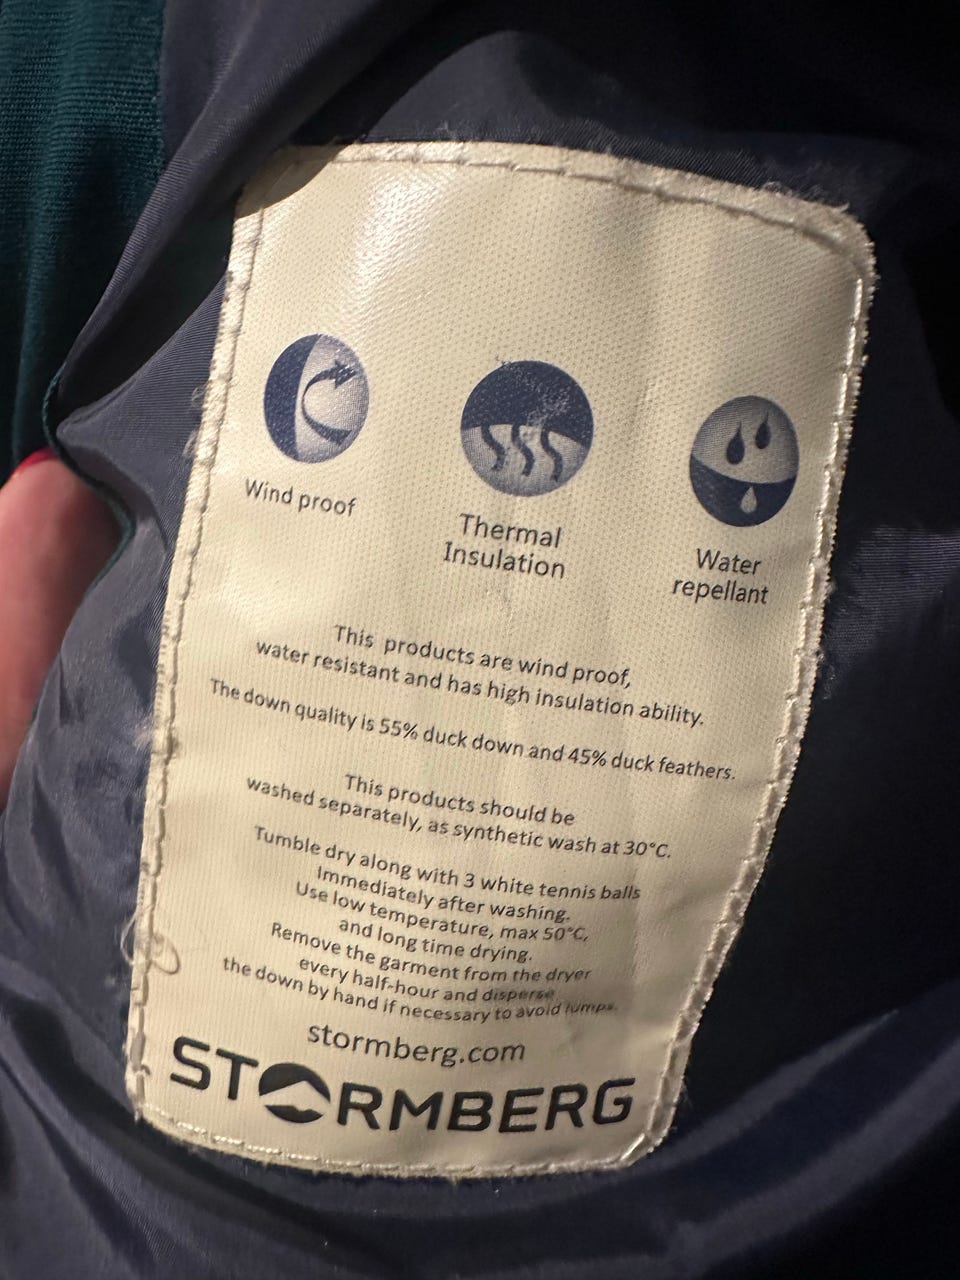 Wind proof
Thermal
Insulation
Water
repellant
This products are wind proof,
water resistant and has high insulation ability.
The down quality is 55% duck down and 45% duck feathers.
This products should be
washed separately, as synthetic wash at 30°C.
Tumble dry along with 3 white tennis balls
Immediately after washing.
Use low temperature, max 50°C,
and long time drying.
Remove the garment from the dryer
every half-hour and disperse
the down by hand if necessary to avoid lumps.
stormberg.com
STORMBERG